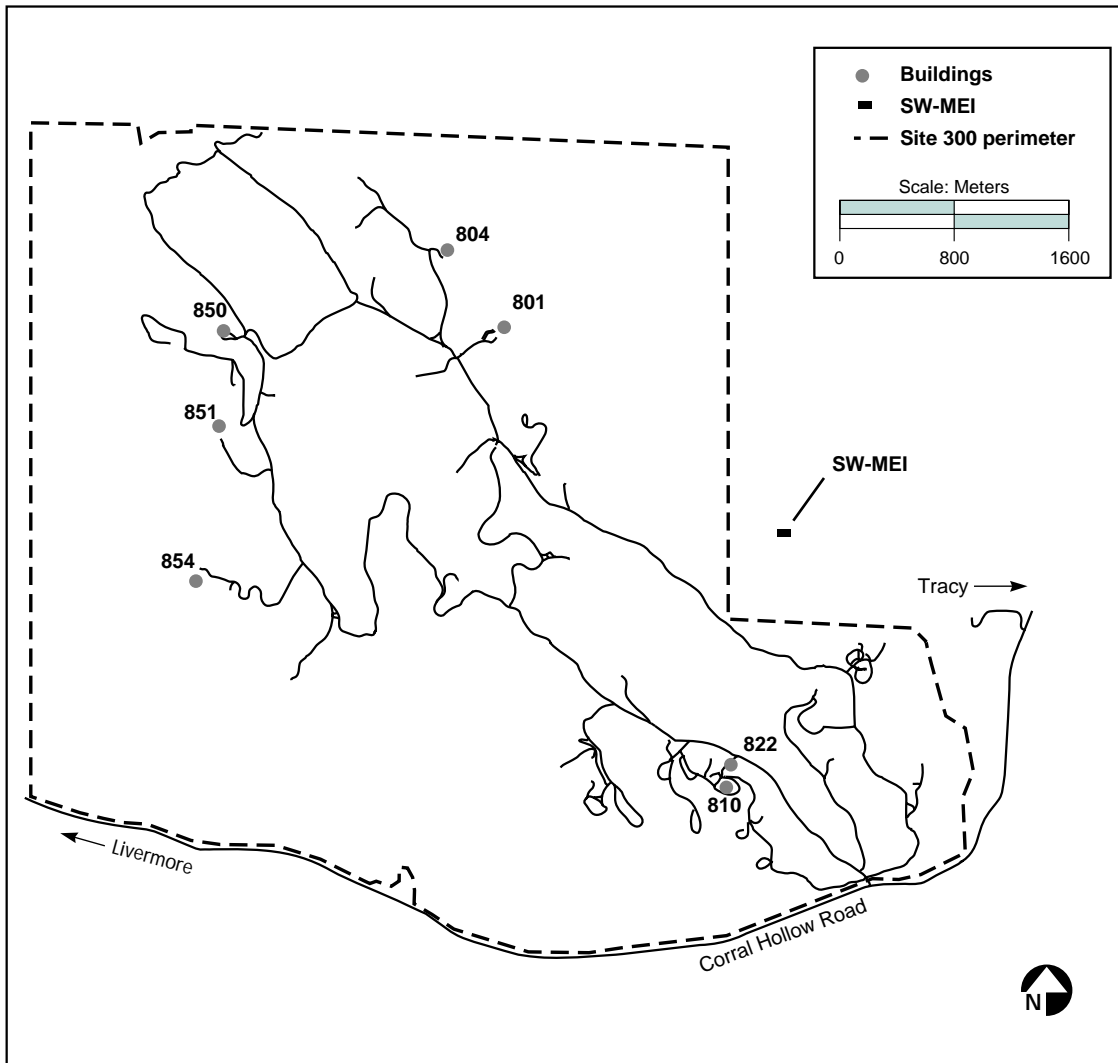 Buildings
SW-MEI
Site 300 perimeter
Scale: Meters
0 800 1600
804
801
850
851
SW-MEI
854
Tracy
822
810
Livermore
Corral Hollow Road
N